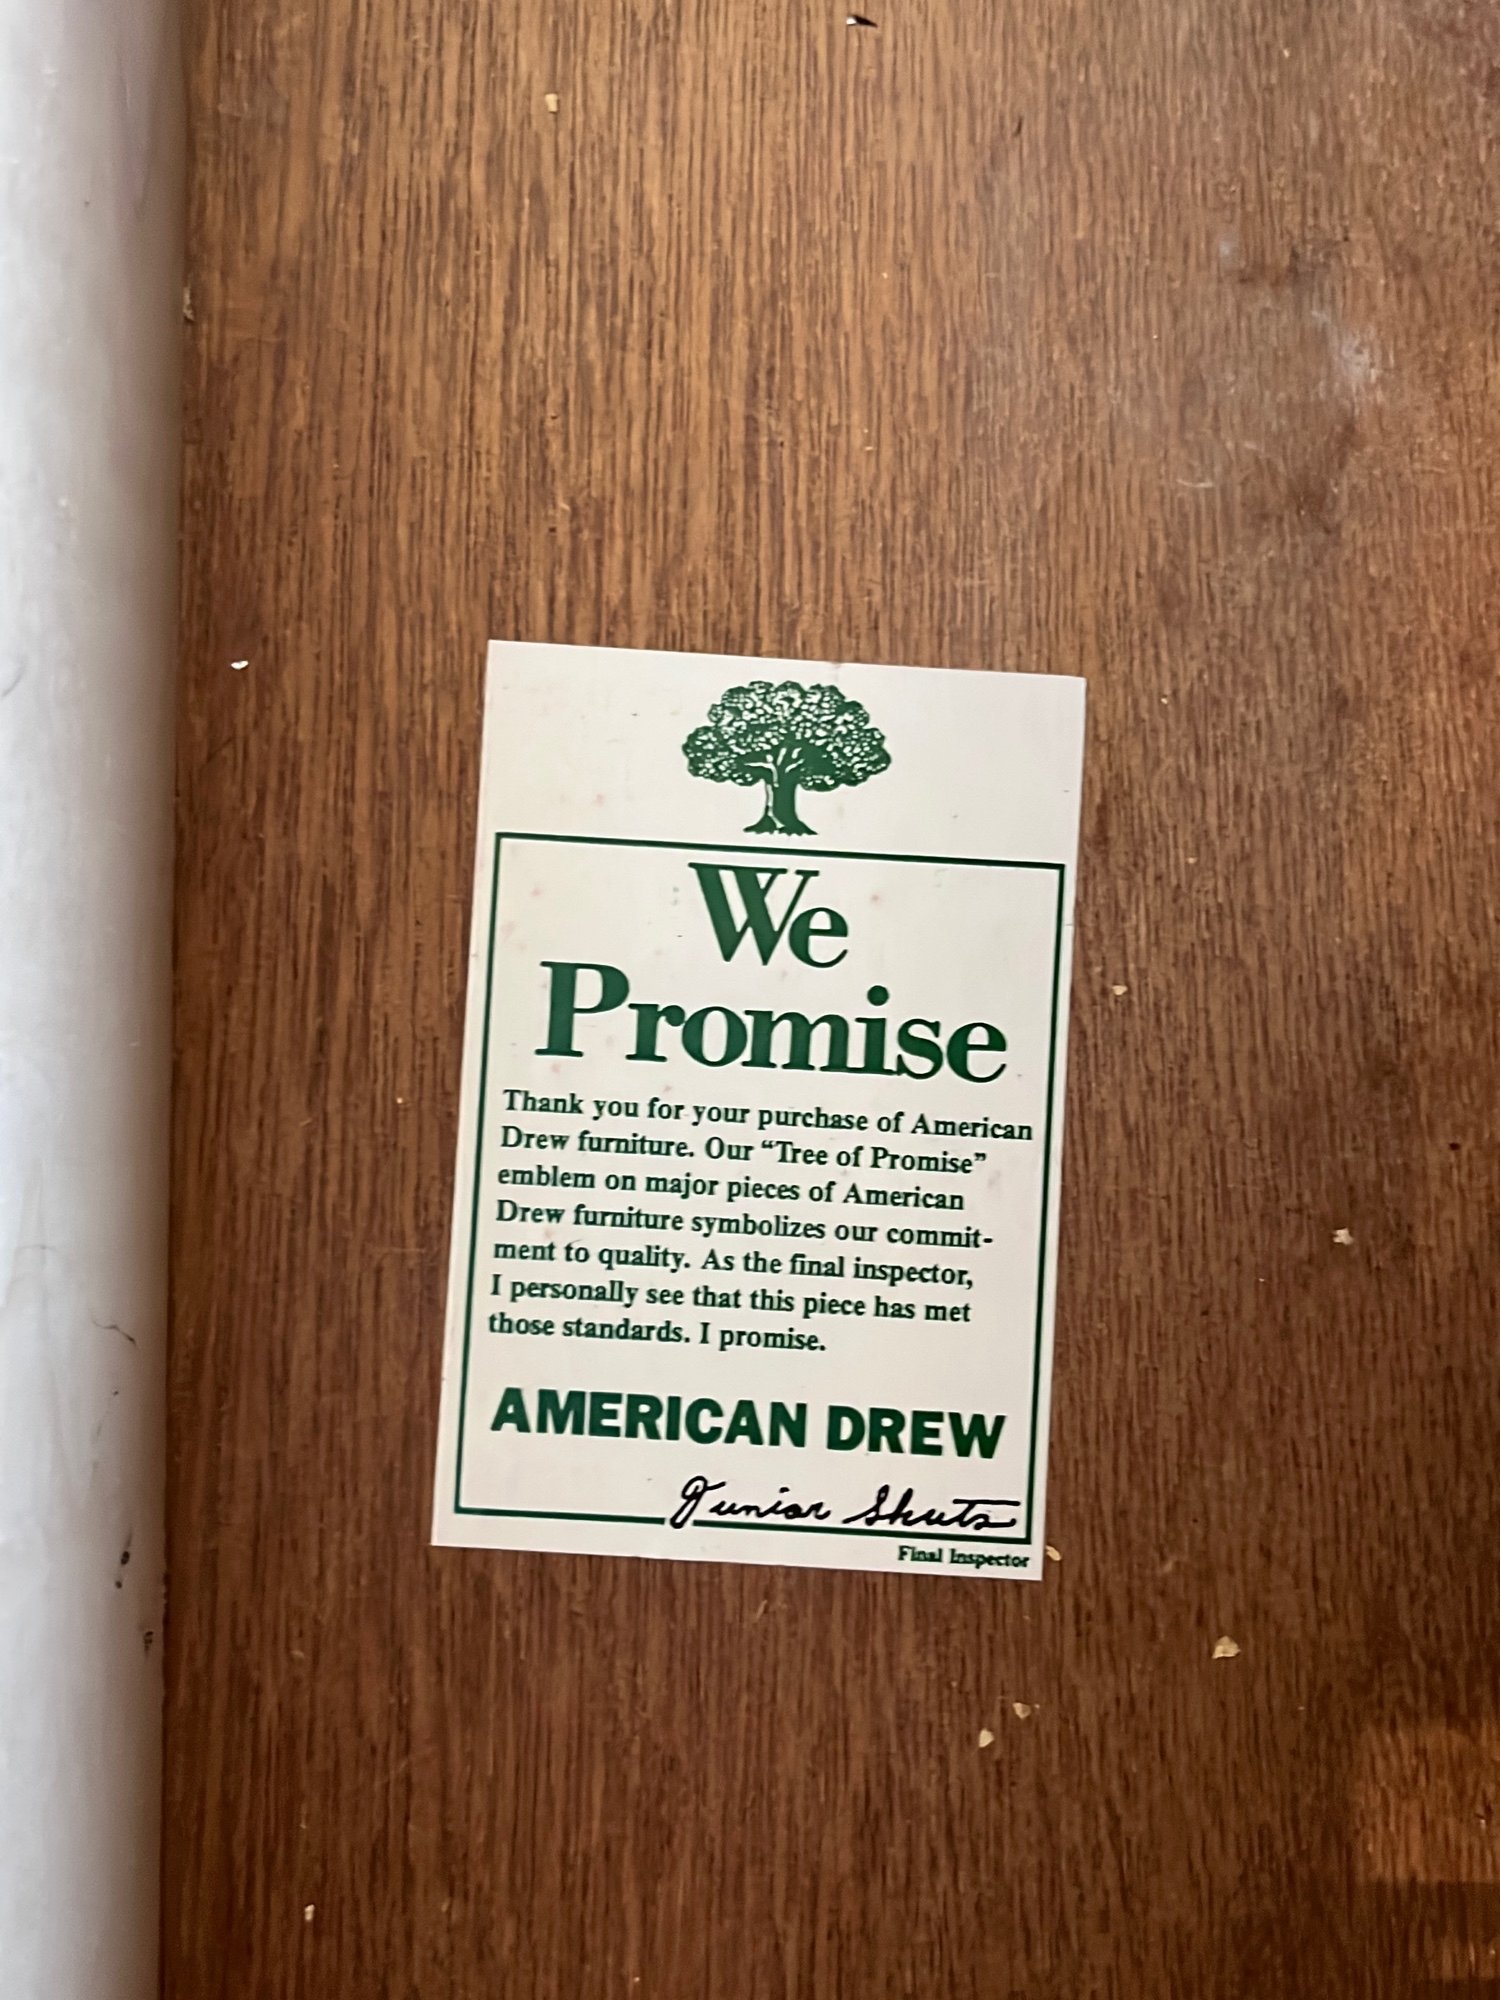 We
Promise
Thank you for your purchase of American
Drew furniture. Our “Tree of Promise”
emblem on major pieces of American
Drew furniture symbolizes our commit-
ment to quality. As the final inspector,
I personally see that this piece has met
those standards. I promise.
AMERICAN DREW
Junior Shuts
Final Inspector